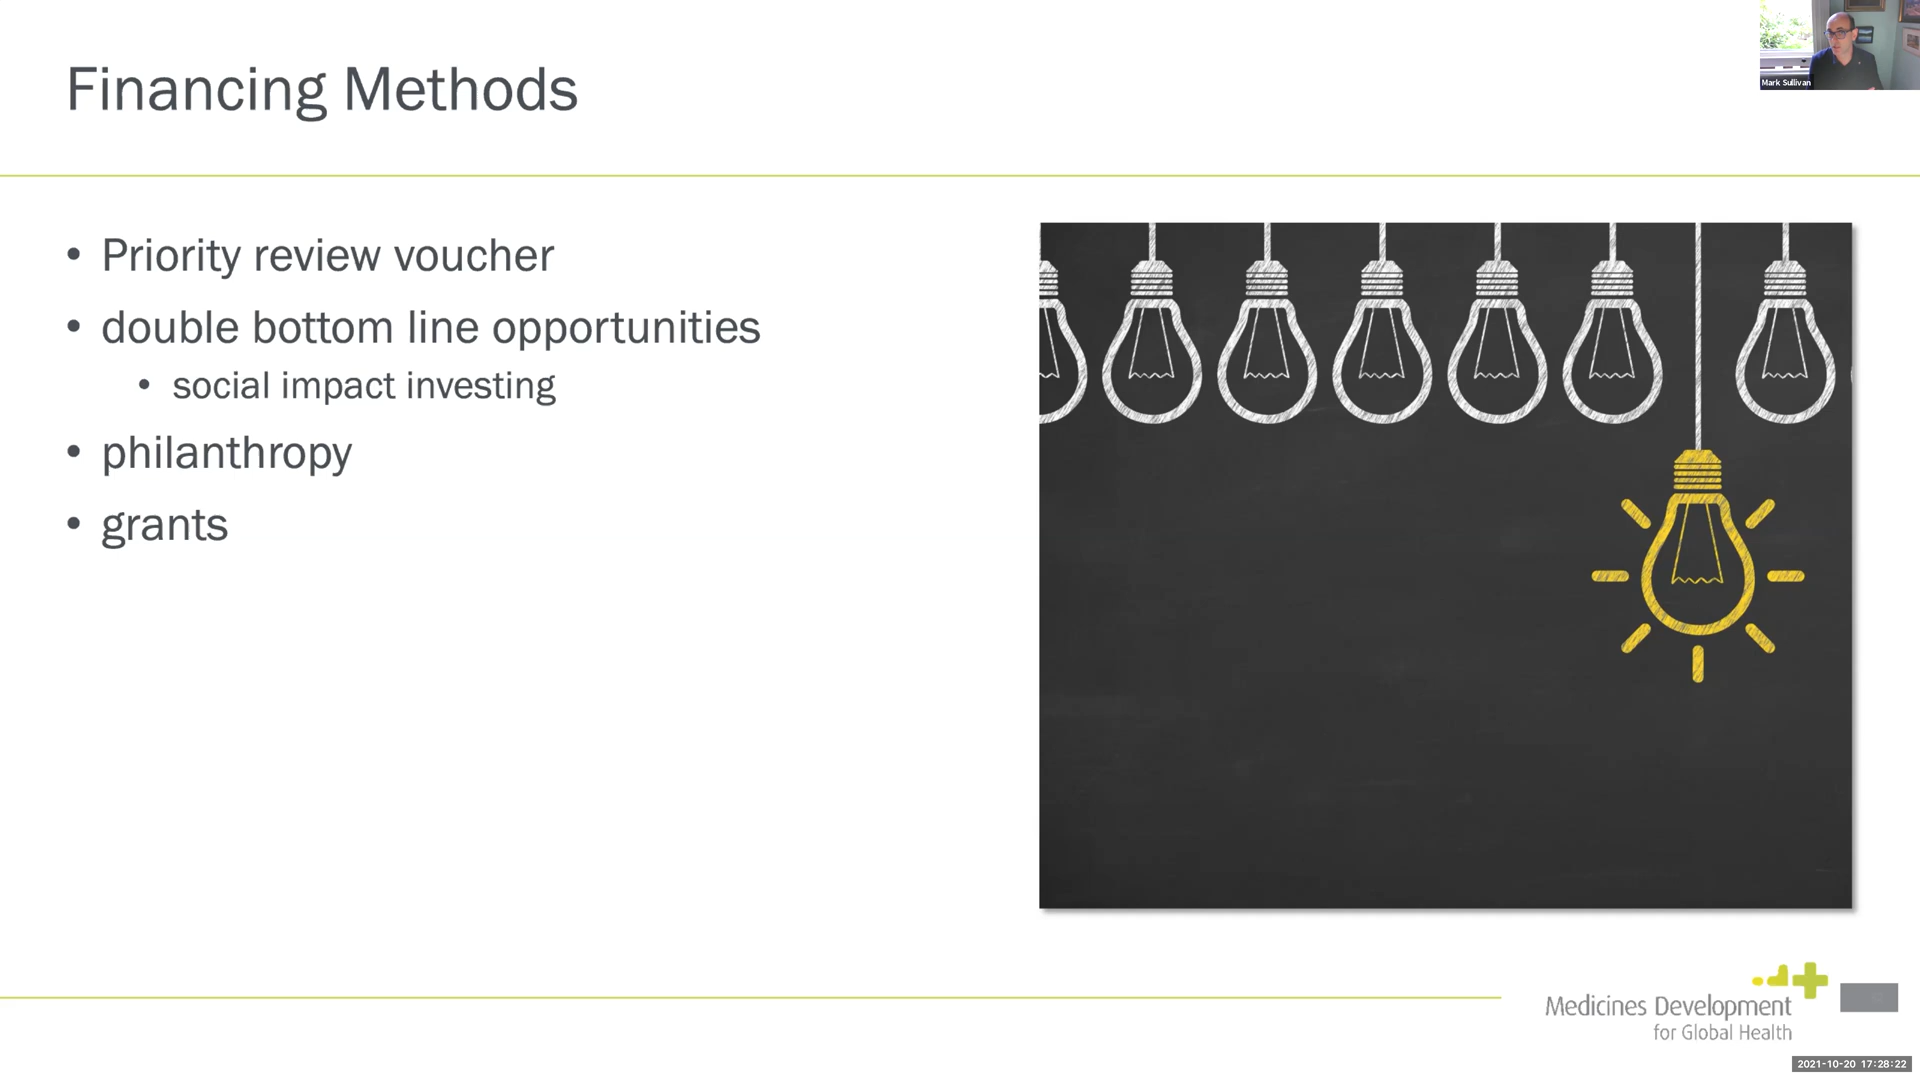 Financing Methods
Mark Sullivan
• Priority review voucher
• double bottom line opportunities
• social impact investing
• philanthropy
• grants
Medicines Development
for Global Health
2021-10-20 17:28:22